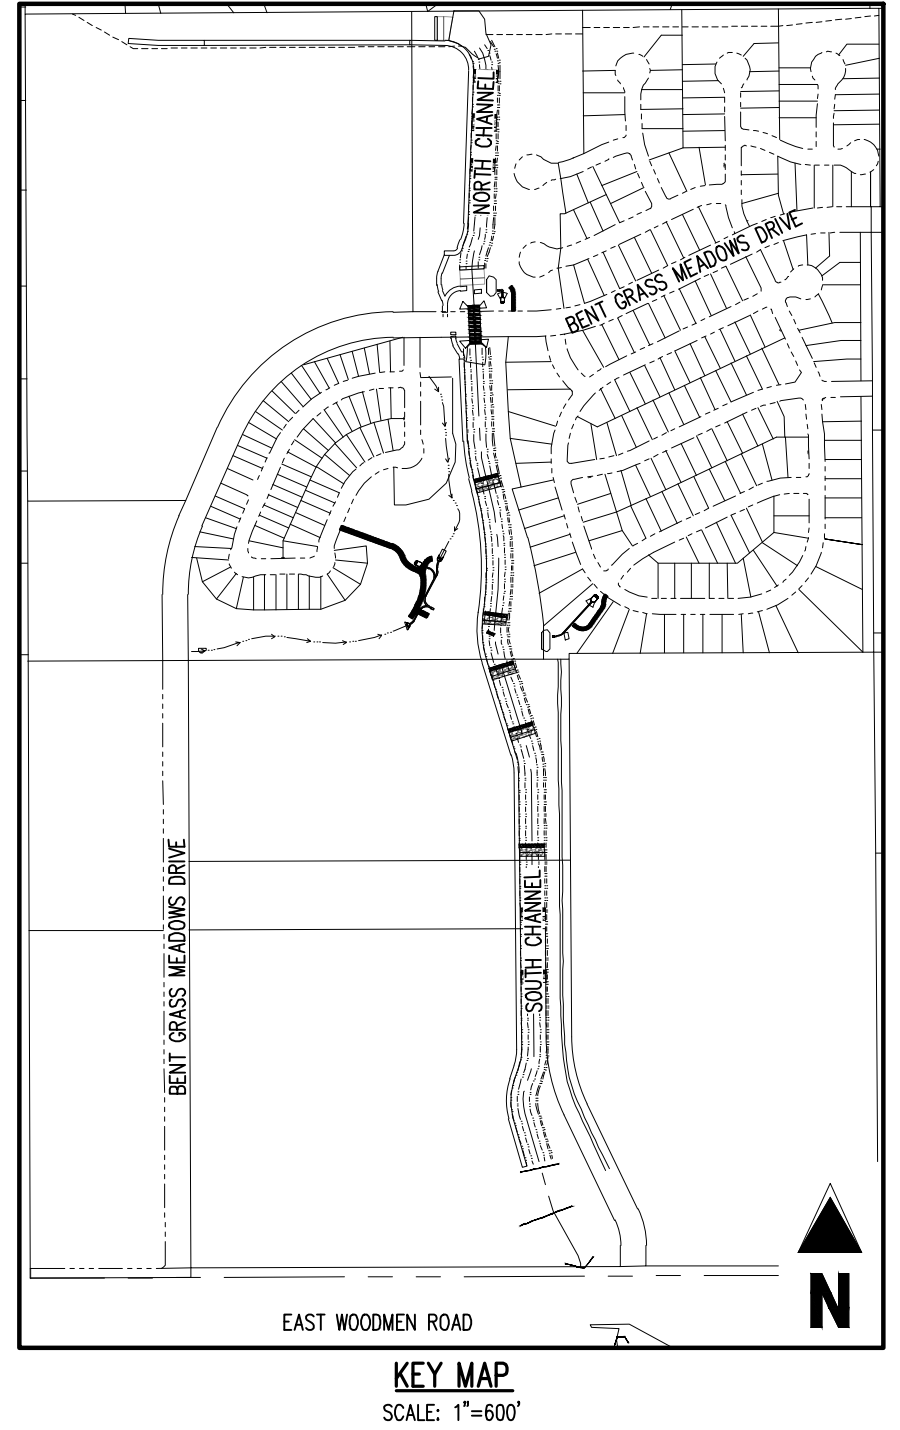 NORTH CHANNEL
BENT GRASS MEADOWS DRIVE
BENT GRASS MEADOWS DRIVE
SOUTH CHANNEL
N
EAST WOODMEN ROAD
KEY MAP
SCALE: 1"=600'